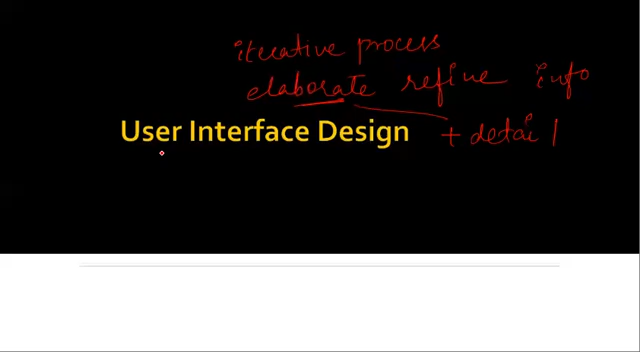 iterative process
elaborate refine info
User Interface Design + detail